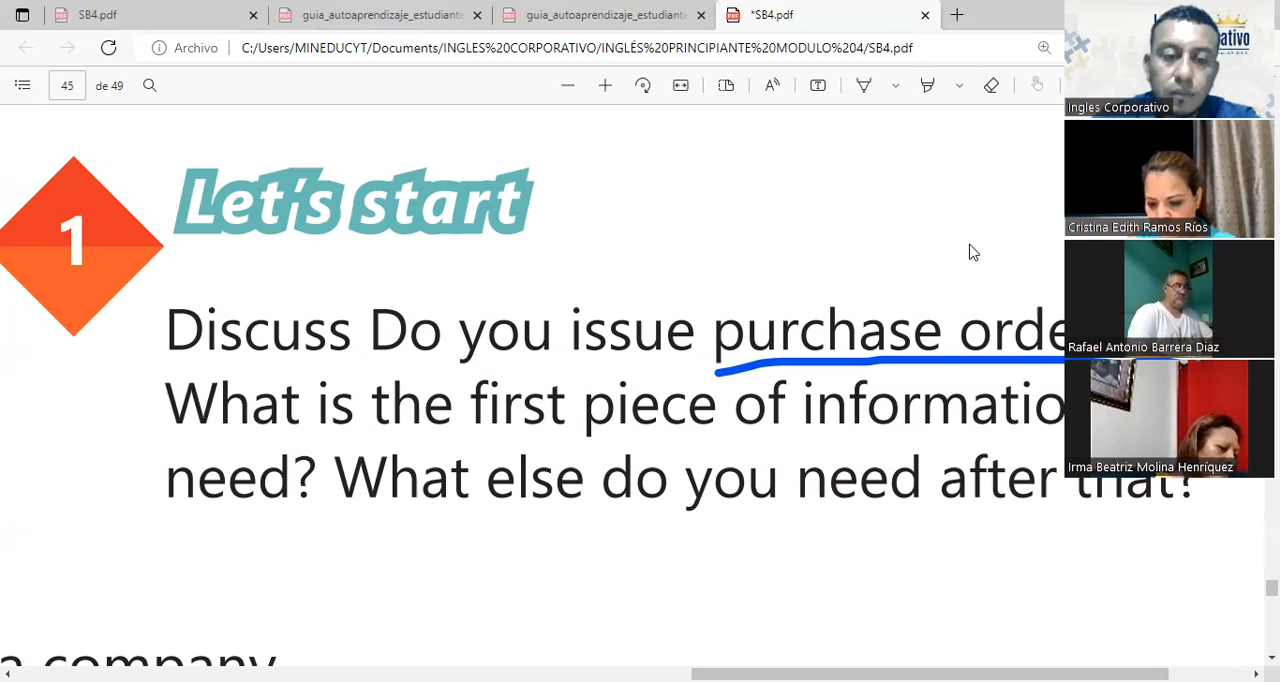 SB4.pdf
guia_autoaprendizaje_estudiante
guia_autoaprendizaje_estudiante
*SB4.pdf
Archivo
C:/Users/MINEDUCYT/Documents/INGLES%20CORPORATIVO/INGLÉS%20PRINCIPIANTE%20MODULO%204/SB4.pdf
45
de 49
1
Let's start
Discuss Do you issue purchase orde
What is the first piece of informatio
need? What else do you need after that?
a company
Ingles Corporativo
Cristina Edith Ramos Ríos
Rafael Antonio Barrera Diaz
Irma Beatriz Molina Henríquez